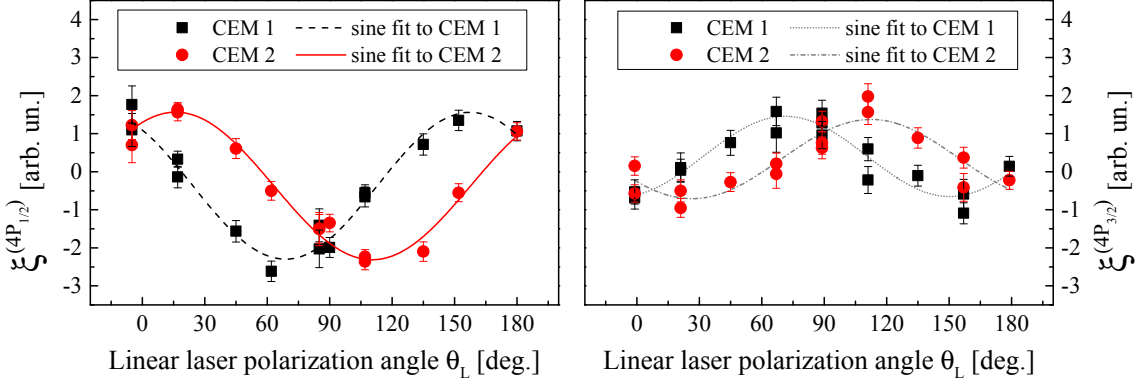 4
3
2
1
0
-1
-2
-3
ξ(4P1/2) [arb. un.]
CEM 1 sine fit to CEM 1
CEM 2 sine fit to CEM 2
0 30 60 90 120 150 180
Linear laser polarization angle θL [deg.]
CEM 1 sine fit to CEM 1
CEM 2 sine fit to CEM 2
0 30 60 90 120 150 180
Linear laser polarization angle θL [deg.]
4
3
2
1
0
-1
-2
-3
ξ(4P3/2) [arb. un.]